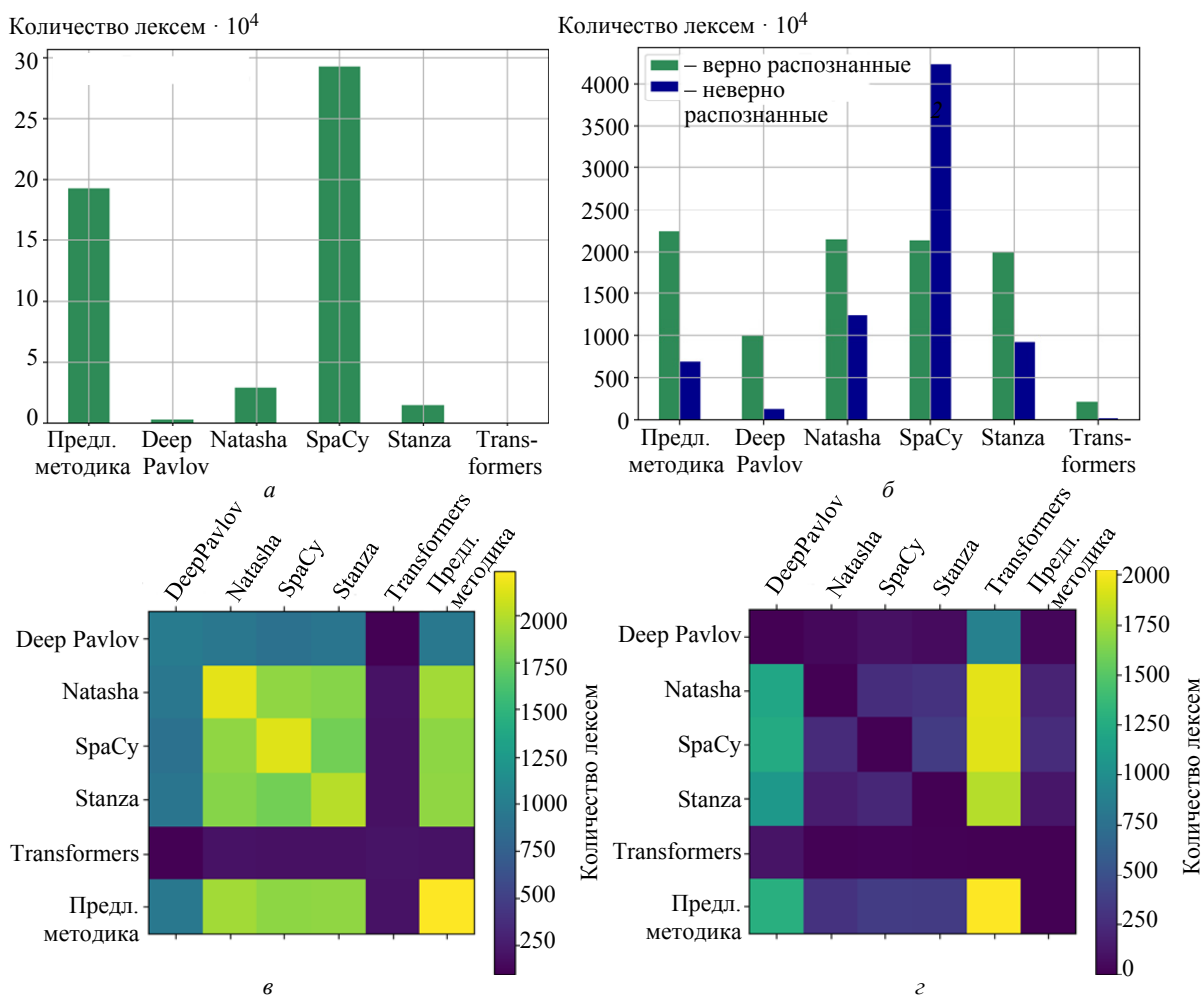 Количество лексем · 10⁴
30
25
20
15
10
5
0
Предл.
методика
Deep
Pavlov
Natasha
SpaCy
Stanza
Trans-
formers
а
Количество лексем · 10⁴
– верно распознанные
– неверно
распознанные
2
4000
3500
3000
2500
2000
1500
1000
500
0
Предл.
методика
Deep
Pavlov
Natasha
SpaCy
Stanza
Trans-
formers
б
DeepPavlov
Natasha
SpaCy
Stanza
Transformers
Предл.
методика
Deep Pavlov
Natasha
SpaCy
Stanza
Transformers
Предл.
методика
2000
1750
1500
1250
1000
750
500
250
Количество лексем
в
DeepPavlov
Natasha
SpaCy
Stanza
Transformers
Предл.
методика
Deep Pavlov
Natasha
SpaCy
Stanza
Transformers
Предл.
методика
2000
1750
1500
1250
1000
750
500
250
0
Количество лексем
г